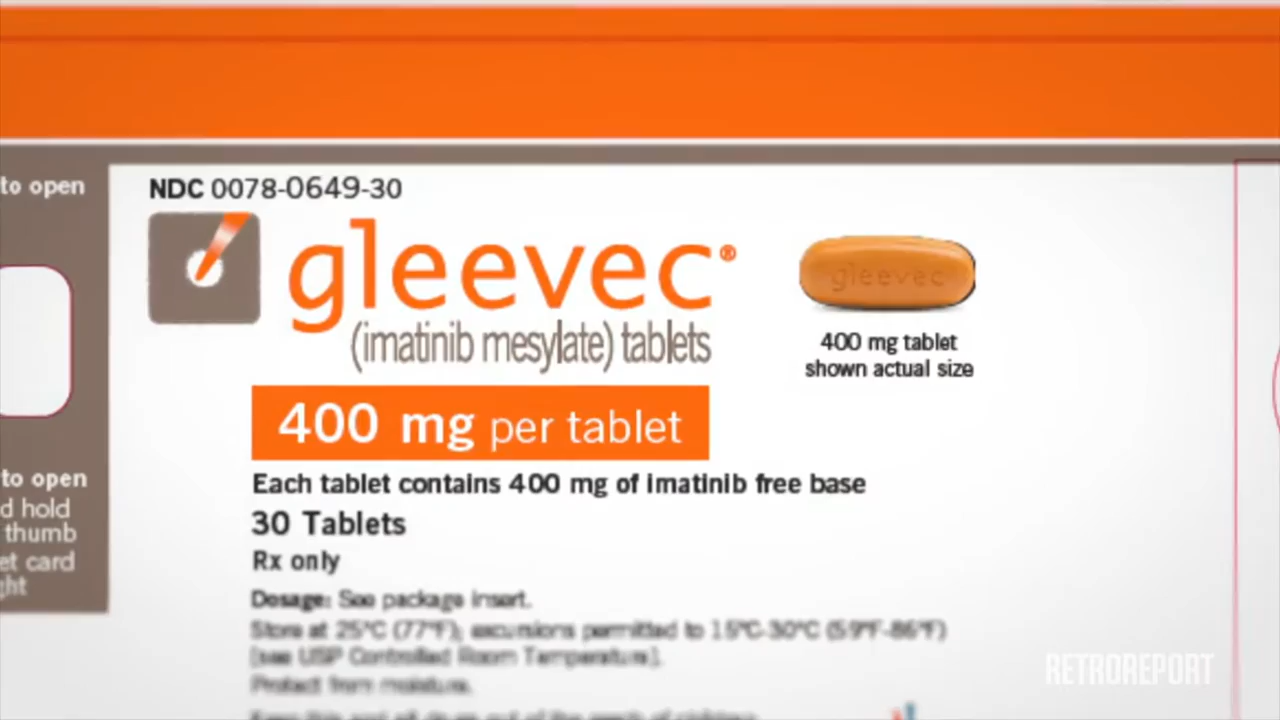 to open
NDC 0078-0649-30
gleevec®
(imatinib mesylate) tablets
gleevec
400 mg tablet
shown actual size
400 mg per tablet
Each tablet contains 400 mg of imatinib free base
30 Tablets
Rx only
to open
d hold
thumb
et card
ght
Dosage: See package insert.
Store at 25°C (77°F); excursions permitted to 15°C-30°C (59°F-86°F)
[see USP Controlled Room Temperature].
Protect from moisture.
RETROREPORT